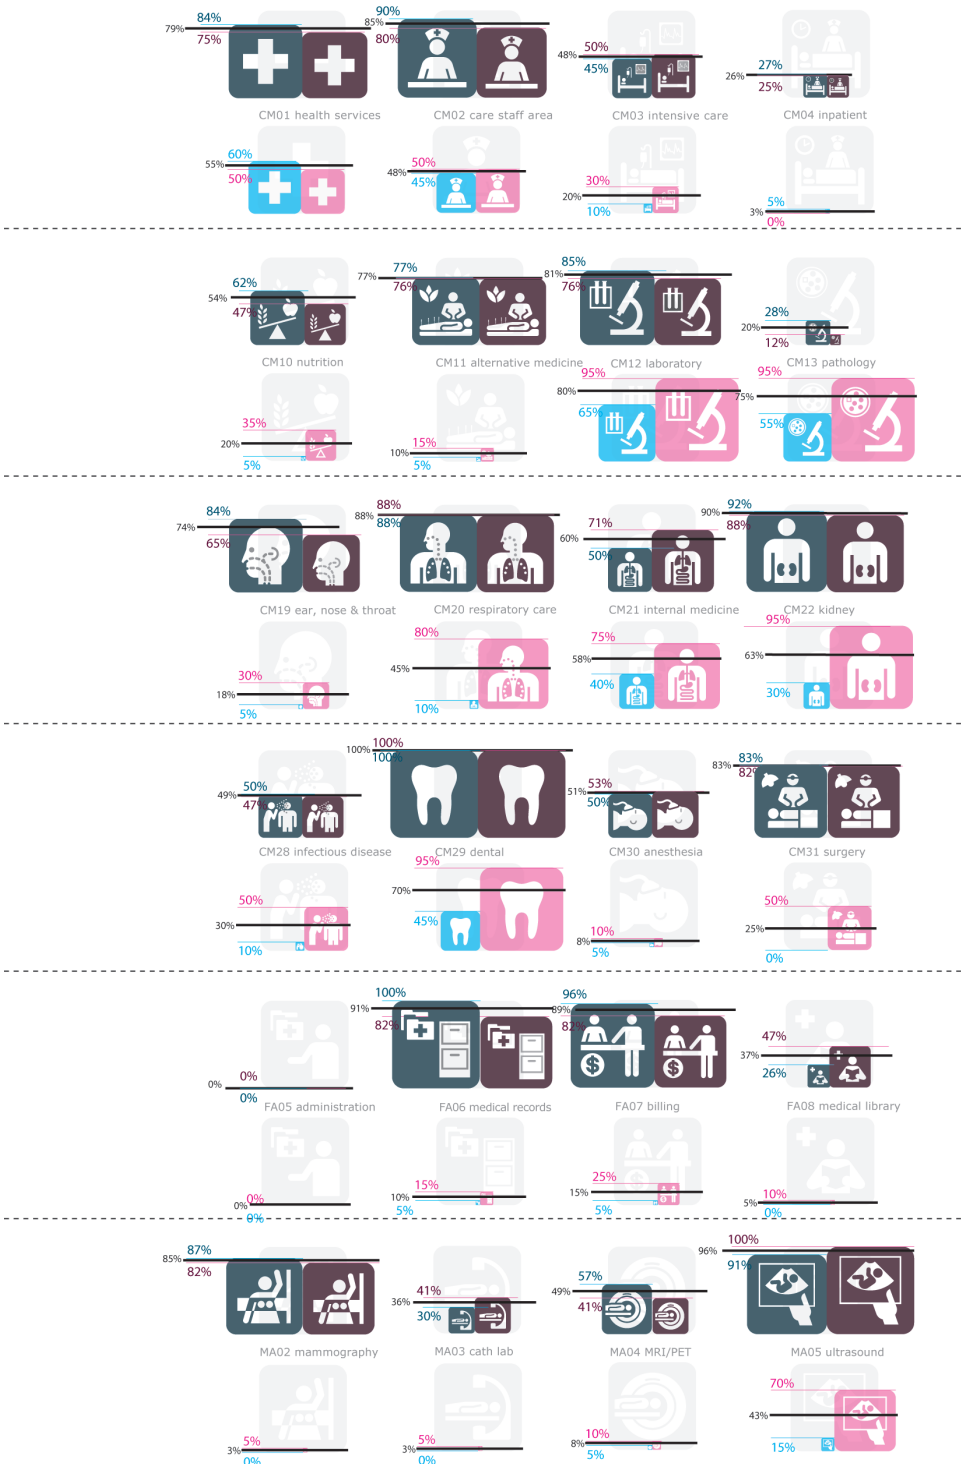 84% 90%
79% 85% 50%
75% 80% 48% 45% 27%
26% 25%
CM01 health services CM02 care staff area CM03 intensive care CM04 inpatient
60% 50%
55% 48% 30%
50% 45% 20% 5%
10% 3% 0%
62% 77% 85% 28%
54% 77% 81% 20%
47% 76% 76% 12%
CM10 nutrition CM11 alternative medicine CM12 laboratory CM13 pathology
95% 95%
35% 15% 80% 75%
20% 10% 65% 55%
5% 5%
84% 88% 71% 92%
74% 88% 60% 90%
65% 88% 50% 88%
CM19 ear, nose & throat CM20 respiratory care CM21 internal medicine CM22 kidney
30% 80% 75% 95%
18% 45% 58% 63%
5% 10% 40% 30%
50% 100% 53% 83%
49% 100% 51% 83%
47% 100% 50% 82%
CM28 infectious disease CM29 dental CM30 anesthesia CM31 surgery
50% 95% 10% 50%
30% 70% 8% 25%
10% 45% 5% 0%
0% 100% 96% 47%
0% 91% 89% 37%
0% 82% 82% 26%
FA05 administration FA06 medical records FA07 billing FA08 medical library
0% 15% 25% 10%
0% 10% 15% 5%
0% 5% 5% 0%
87% 41% 57% 100%
85% 36% 49% 96%
82% 30% 41% 91%
MA02 mammography MA03 cath lab MA04 MRI/PET MA05 ultrasound
5% 5% 10% 70%
3% 3% 8% 43%
0% 0% 5% 15%